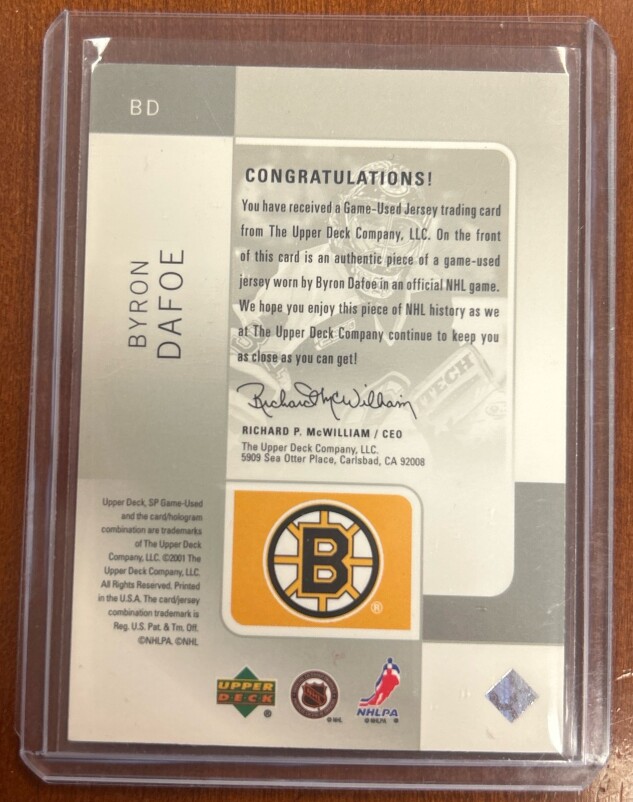 BD
BYRON
DAFOE
CONGRATULATIONS!
You have received a Game-Used Jersey trading card
from The Upper Deck Company, LLC. On the front
of this card is an authentic piece of a game-used
jersey worn by Byron Dafoe in an official NHL game.
We hope you enjoy this piece of NHL history as we
at The Upper Deck Company continue to keep you
as close as you can get!
TECH
Richard P. McWilliam
RICHARD P. McWILLIAM / CEO
The Upper Deck Company, LLC.
5909 Sea Otter Place, Carlsbad, CA 92008
Upper Deck, SP Game-Used
and the card/hologram
combination are trademarks
of The Upper Deck
Company, LLC. ©2001 The
Upper Deck Company, LLC.
All Rights Reserved. Printed
in the U.S.A. The card/jersey
combination trademark is
Reg. U.S. Pat. & Tm. Off.
©NHLPA. ©NHL
B
®
UPPER
DECK
®
NHL
©NHL
NHLPA
©NHLPA ®